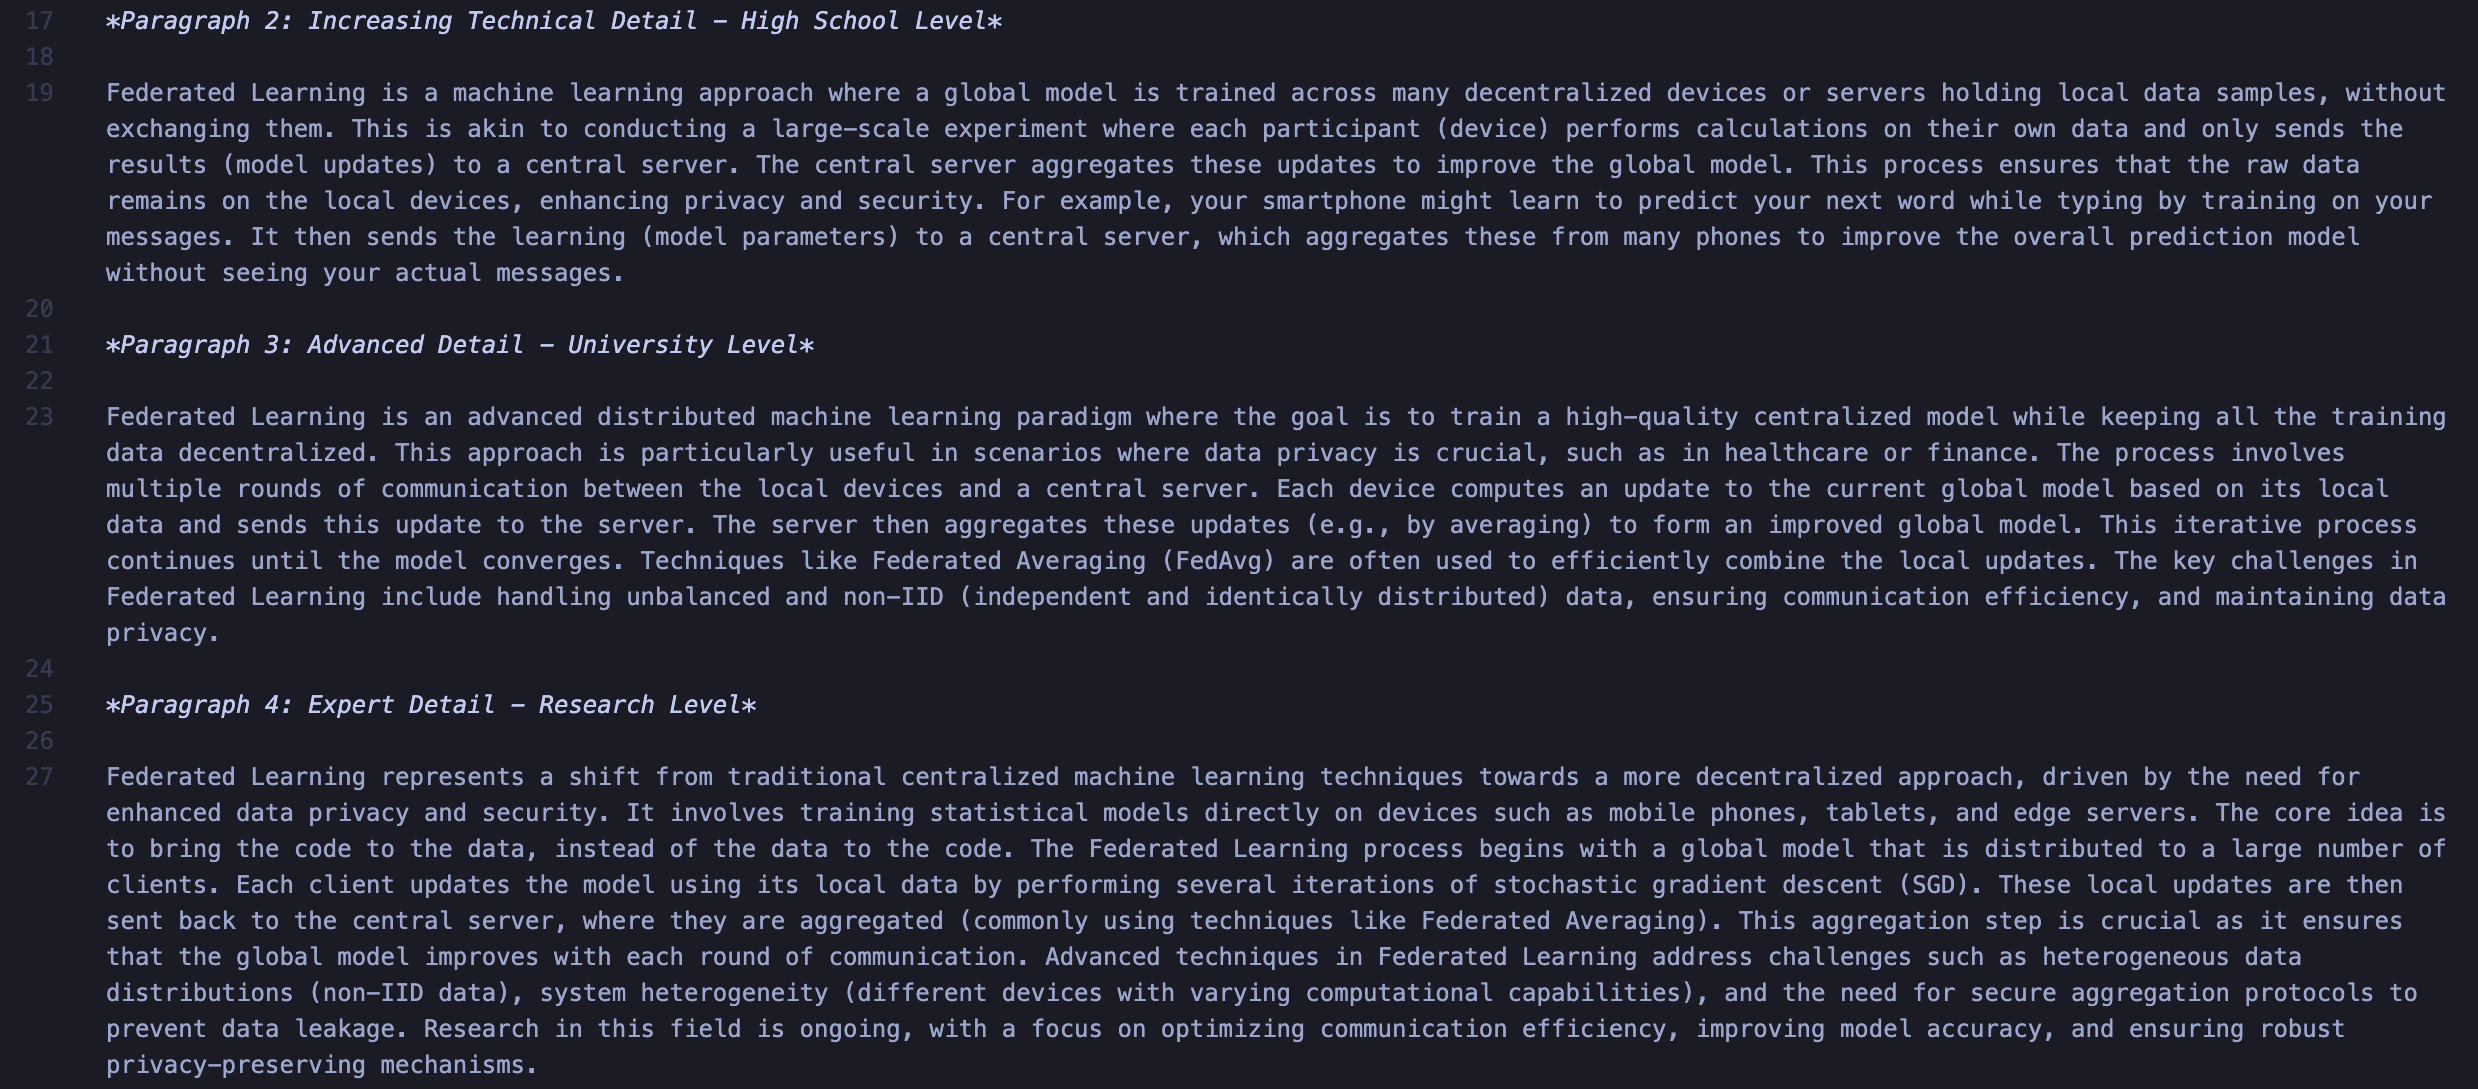 17 *Paragraph 2: Increasing Technical Detail – High School Level*
18
19 Federated Learning is a machine learning approach where a global model is trained across many decentralized devices or servers holding local data samples, without
exchanging them. This is akin to conducting a large-scale experiment where each participant (device) performs calculations on their own data and only sends the
results (model updates) to a central server. The central server aggregates these updates to improve the global model. This process ensures that the raw data
remains on the local devices, enhancing privacy and security. For example, your smartphone might learn to predict your next word while typing by training on your
messages. It then sends the learning (model parameters) to a central server, which aggregates these from many phones to improve the overall prediction model
without seeing your actual messages.
20
21 *Paragraph 3: Advanced Detail – University Level*
22
23 Federated Learning is an advanced distributed machine learning paradigm where the goal is to train a high-quality centralized model while keeping all the training
data decentralized. This approach is particularly useful in scenarios where data privacy is crucial, such as in healthcare or finance. The process involves
multiple rounds of communication between the local devices and a central server. Each device computes an update to the current global model based on its local
data and sends this update to the server. The server then aggregates these updates (e.g., by averaging) to form an improved global model. This iterative process
continues until the model converges. Techniques like Federated Averaging (FedAvg) are often used to efficiently combine the local updates. The key challenges in
Federated Learning include handling unbalanced and non-IID (independent and identically distributed) data, ensuring communication efficiency, and maintaining data
privacy.
24
25 *Paragraph 4: Expert Detail – Research Level*
26
27 Federated Learning represents a shift from traditional centralized machine learning techniques towards a more decentralized approach, driven by the need for
enhanced data privacy and security. It involves training statistical models directly on devices such as mobile phones, tablets, and edge servers. The core idea is
to bring the code to the data, instead of the data to the code. The Federated Learning process begins with a global model that is distributed to a large number of
clients. Each client updates the model using its local data by performing several iterations of stochastic gradient descent (SGD). These local updates are then
sent back to the central server, where they are aggregated (commonly using techniques like Federated Averaging). This aggregation step is crucial as it ensures
that the global model improves with each round of communication. Advanced techniques in Federated Learning address challenges such as heterogeneous data
distributions (non-IID data), system heterogeneity (different devices with varying computational capabilities), and the need for secure aggregation protocols to
prevent data leakage. Research in this field is ongoing, with a focus on optimizing communication efficiency, improving model accuracy, and ensuring robust
privacy-preserving mechanisms.